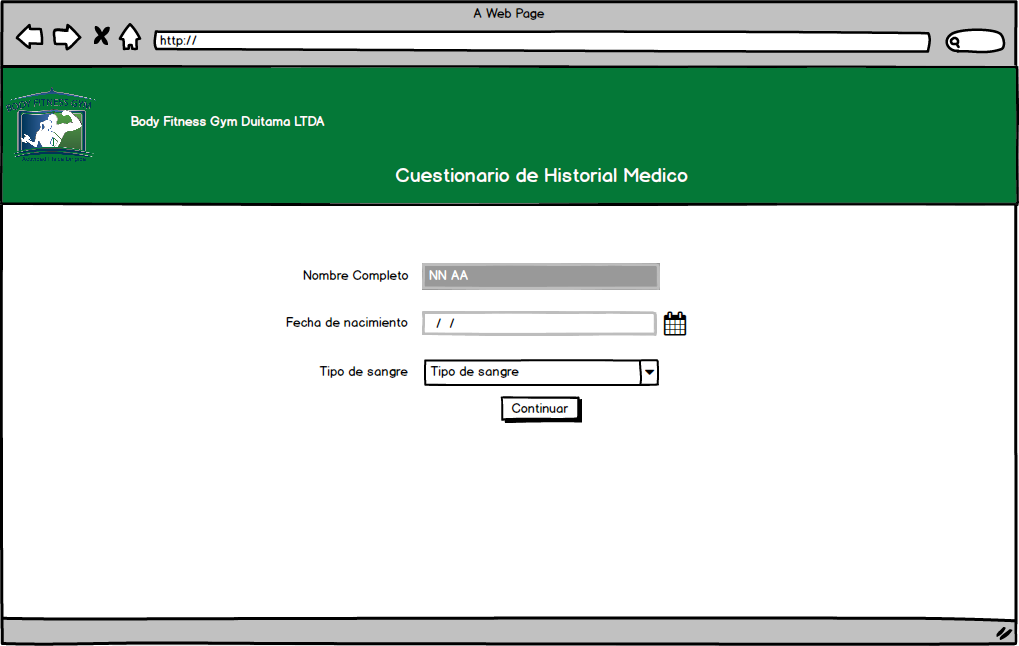 A Web Page
http://
BODY FITNESS GYM
Body Fitness Gym Duitama LTDA
Cuestionario de Historial Medico
Nombre Completo NN AA
Fecha de nacimiento / /
Tipo de sangre Tipo de sangre
Continuar